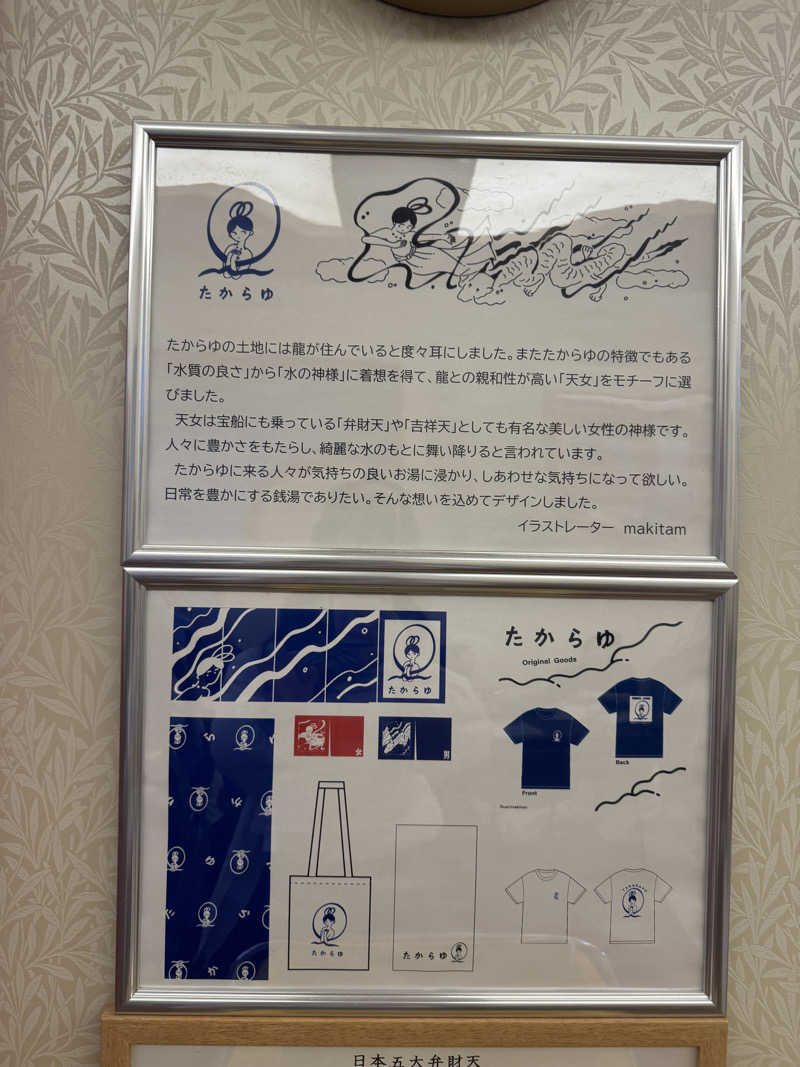 たからゆ
たからゆの土地には龍が住んでいると度々耳にしました。またたからゆの特徴でもある
「水質の良さ」から「水の神様」に着想を得て、龍との親和性が高い「天女」をモチーフに選
びました。
天女は宝船にも乗っている「弁財天」や「吉祥天」としても有名な美しい女性の神様です。
人々に豊かさをもたらし、綺麗な水のもとに舞い降りると言われています。
たからゆに来る人々が気持ちの良いお湯に浸かり、しあわせな気持ちになって欲しい。
日常を豊かにする銭湯でありたい。そんな想いを込めてデザインしました。
イラストレーター makitam
たからゆ
たからゆ
Original Goods
女
男
Front
Back
たからゆ
たからゆ
日本五大弁財天